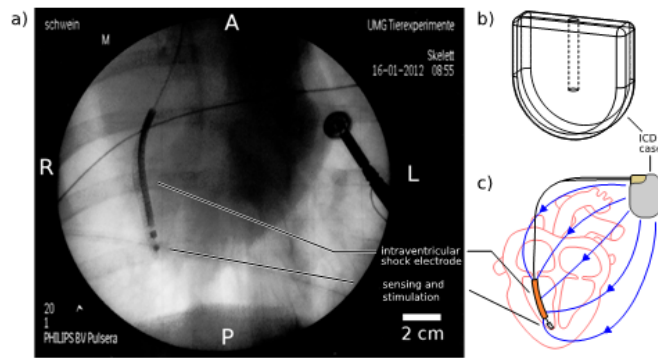 a)
schwein
M
A
UMG Tierexperimente
Skelett
16-01-2012 08:55
R
L
intraventricular
shock electrode
sensing and
stimulation
20 ^
1
PHILIPS BV Pulsera
P
2 cm
b)
ICD
case
c)